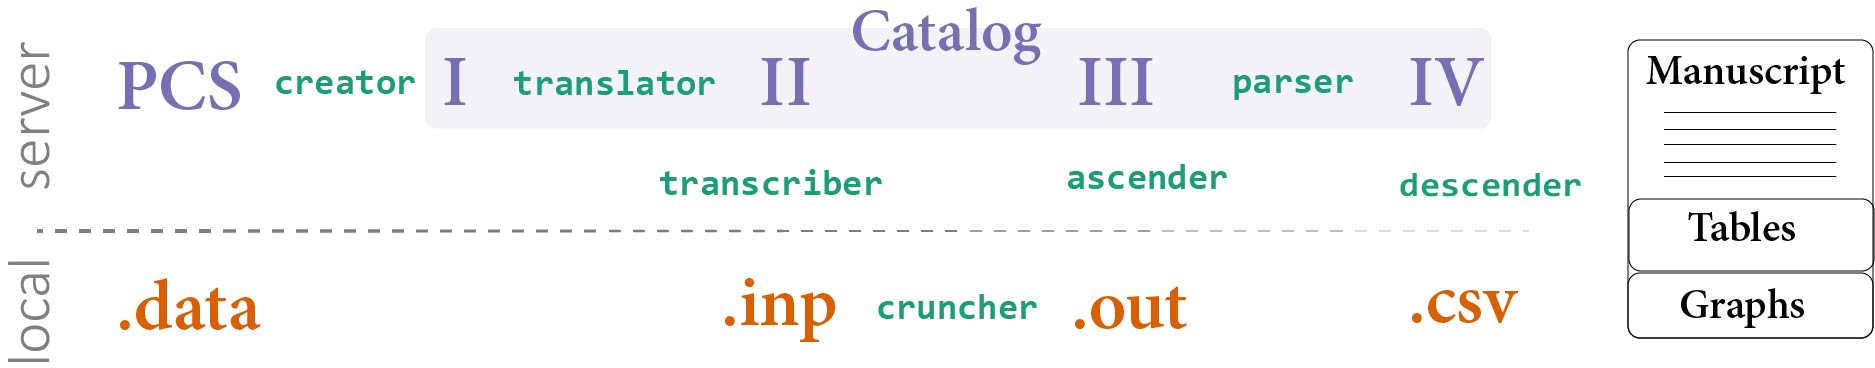 Catalog
server
PCS creator I translator II III parser IV
transcriber ascender descender
local
.data .inp cruncher .out .csv
Manuscript
Tables
Graphs